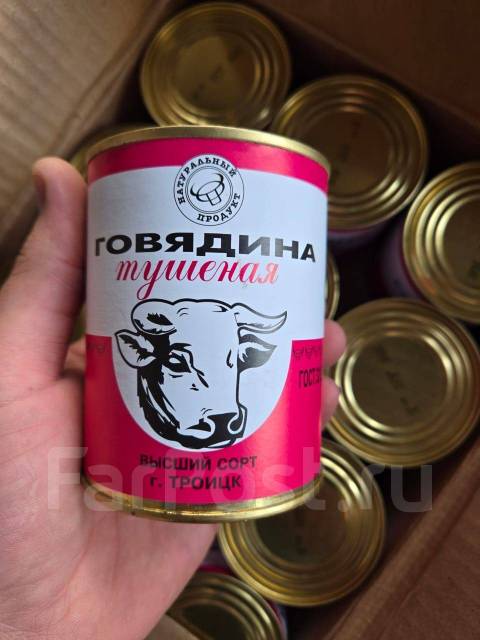 НАТУРАЛЬНЫЙ
ПРОДУКТ
ГОВЯДИНА
тушеная
ГОСТ
ВЫСШИЙ СОРТ
г. ТРОИЦК
FarPost.ru